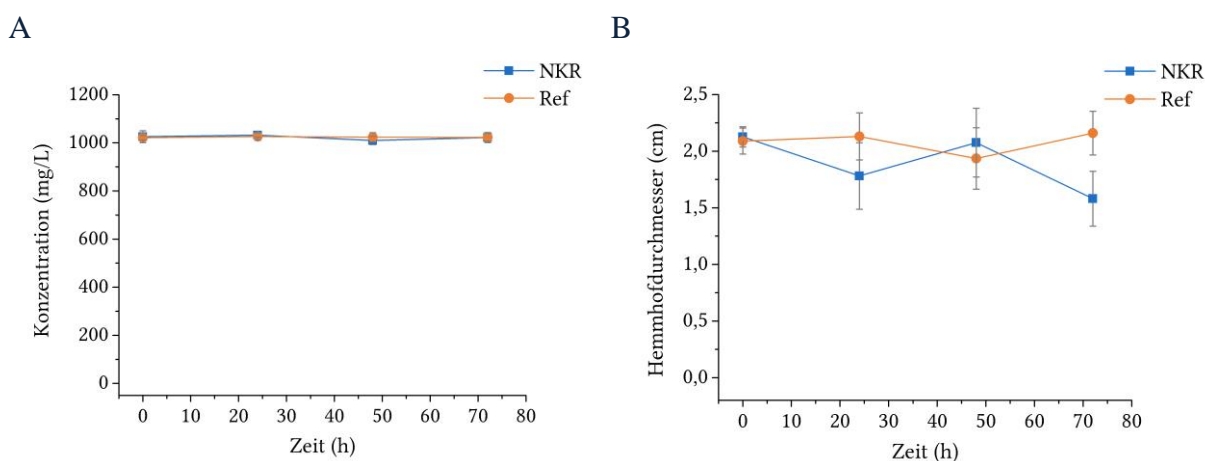 A
NKR
Ref
Konzentration (mg/L)
1200
1000
800
600
400
200
0
0 10 20 30 40 50 60 70 80
Zeit (h)
B
NKR
Ref
Hemmhofdurchmesser (cm)
2,5
2,0
1,5
1,0
0,5
0,0
0 10 20 30 40 50 60 70 80
Zeit (h)